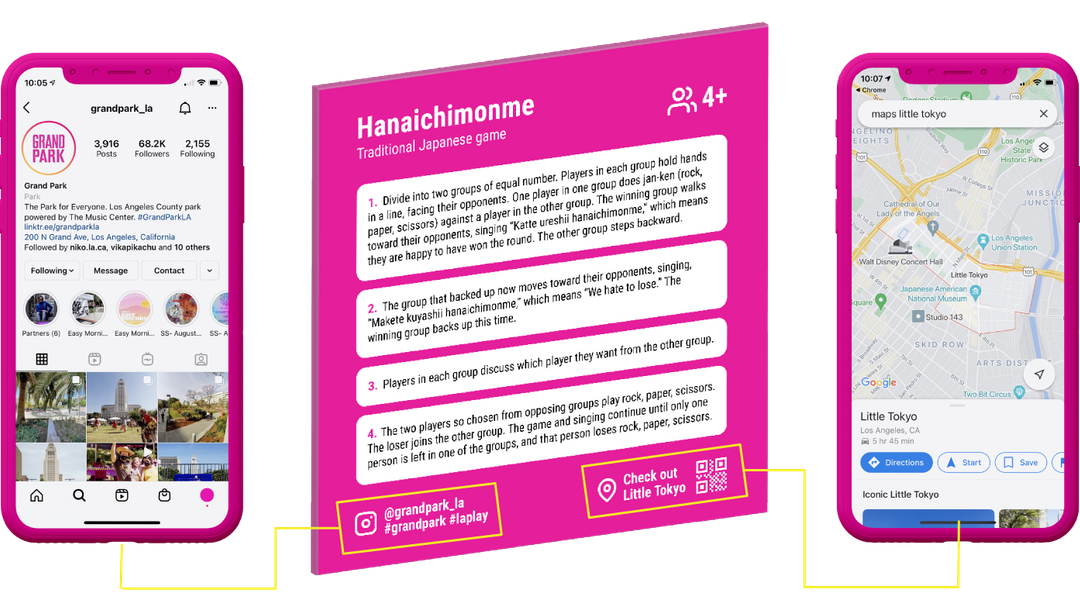 10:05
grandpark_la
GRAND
PARK
3,916
Posts
68.2K
Followers
2,155
Following
Grand Park
Park
The Park for Everyone. Los Angeles County park
powered by The Music Center. #GrandParkLA
linktr.ee/grandparkla
200 N Grand Ave, Los Angeles, California
Followed by niko.la.ca, vikapikachu and 10 others
Following
Message
Contact
Partners (6)
Easy Morni...
Easy Morni...
SS- August...
SS- A
Hanaichimonme
Traditional Japanese game
4+
1. Divide into two groups of equal number. Players in each group hold hands
in a line, facing their opponents. One player in one group does jan-ken (rock,
paper, scissors) against a player in the other group. The winning group walks
toward their opponents, singing "Katte ureshii hanaichimonme," which means
they are happy to have won the round. The other group steps backward.
2. The group that backed up now moves toward their opponents, singing,
"Makete kuyashii hanaichimonme," which means "We hate to lose." The
winning group backs up this time.
3. Players in each group discuss which player they want from the other group.
4. The two players so chosen from opposing groups play rock, paper, scissors.
The loser joins the other group. The game and singing continue until only one
person is left in one of the groups, and that person loses rock, paper, scissors.
@grandpark_la
#grandpark #laplay
Check out
Little Tokyo
10:07
Chrome
maps little tokyo
Dodger Stadium
ANGELINO
HEIGHTS
Los Ange
State
Historic Park
W College St
MISSIO
JUNCTIO
Cathedral of Our
Lady of the Angels
Los Angeles
Union Station
Walt Disney Concert Hall
Little Tokyo
Japanese American
National Museum
Square
Studio 143
SKID ROW
ARTS DIST
Two Bit Circus
101
110
101
Google
Little Tokyo
Los Angeles, CA
5 hr 45 min
Directions
Start
Save
Iconic Little Tokyo